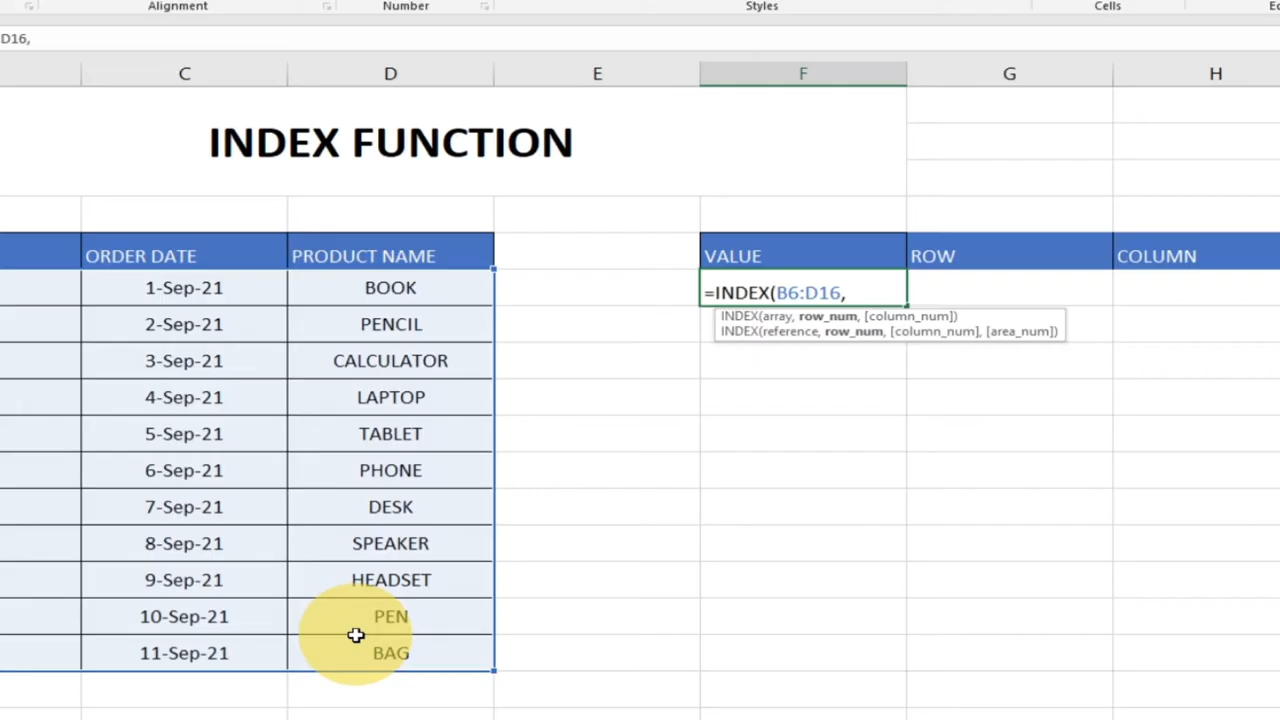 Alignment Number Styles Cells
D16,
C D E F G H
INDEX FUNCTION
ORDER DATE PRODUCT NAME VALUE ROW COLUMN
1-Sep-21 BOOK =INDEX(B6:D16,
INDEX(array, row_num, [column_num])
2-Sep-21 PENCIL
INDEX(reference, row_num, [column_num], [area_num])
3-Sep-21 CALCULATOR
4-Sep-21 LAPTOP
5-Sep-21 TABLET
6-Sep-21 PHONE
7-Sep-21 DESK
8-Sep-21 SPEAKER
9-Sep-21 HEADSET
10-Sep-21 PEN
11-Sep-21 BAG